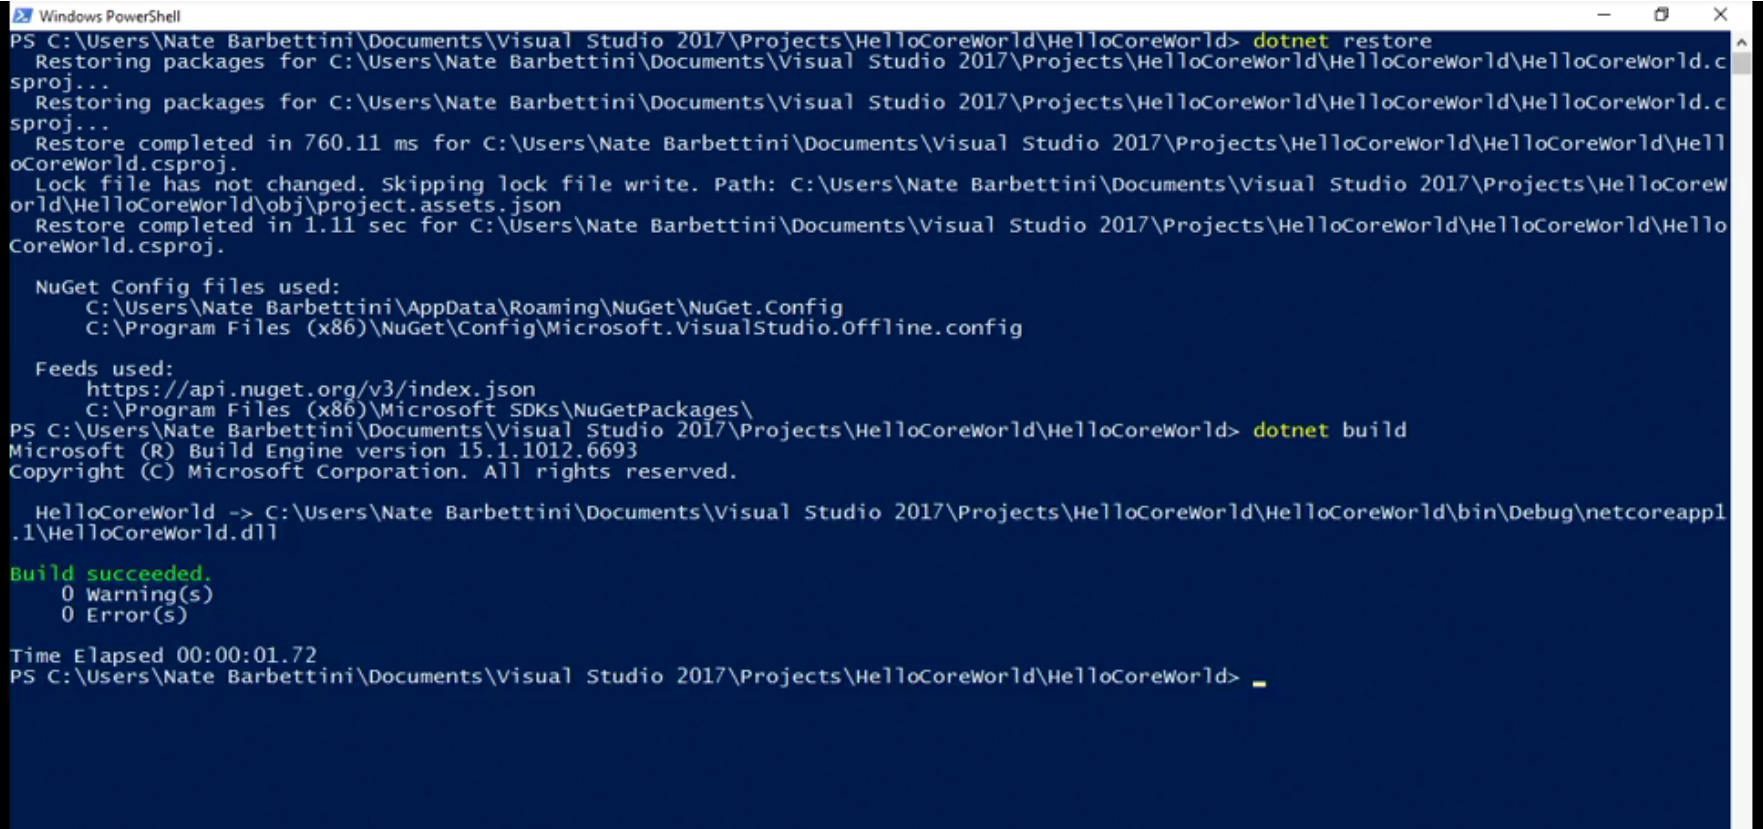 Windows PowerShell
PS C:\Users\Nate Barbettini\Documents\Visual Studio 2017\Projects\HelloCoreWorld\HelloCoreWorld> dotnet restore
  Restoring packages for C:\Users\Nate Barbettini\Documents\Visual Studio 2017\Projects\HelloCoreWorld\HelloCoreWorld\HelloCoreWorld.c
sproj...
  Restoring packages for C:\Users\Nate Barbettini\Documents\Visual Studio 2017\Projects\HelloCoreWorld\HelloCoreWorld\HelloCoreWorld.c
sproj...
  Restore completed in 760.11 ms for C:\Users\Nate Barbettini\Documents\Visual Studio 2017\Projects\HelloCoreWorld\HelloCoreWorld\Hell
oCoreWorld.csproj.
  Lock file has not changed. Skipping lock file write. Path: C:\Users\Nate Barbettini\Documents\Visual Studio 2017\Projects\HelloCoreW
orld\HelloCoreWorld\obj\project.assets.json
  Restore completed in 1.11 sec for C:\Users\Nate Barbettini\Documents\Visual Studio 2017\Projects\HelloCoreWorld\HelloCoreWorld\Hello
CoreWorld.csproj.
  NuGet Config files used:
      C:\Users\Nate Barbettini\AppData\Roaming\NuGet\NuGet.Config
      C:\Program Files (x86)\NuGet\Config\Microsoft.VisualStudio.Offline.config
  Feeds used:
      https://api.nuget.org/v3/index.json
      C:\Program Files (x86)\Microsoft SDKs\NuGetPackages\
PS C:\Users\Nate Barbettini\Documents\Visual Studio 2017\Projects\HelloCoreWorld\HelloCoreWorld> dotnet build
Microsoft (R) Build Engine version 15.1.1012.6693
Copyright (C) Microsoft Corporation. All rights reserved.
  HelloCoreWorld -> C:\Users\Nate Barbettini\Documents\Visual Studio 2017\Projects\HelloCoreWorld\HelloCoreWorld\bin\Debug\netcoreapp1
.1\HelloCoreWorld.dll
Build succeeded.
    0 Warning(s)
    0 Error(s)
Time Elapsed 00:00:01.72
PS C:\Users\Nate Barbettini\Documents\Visual Studio 2017\Projects\HelloCoreWorld\HelloCoreWorld> _